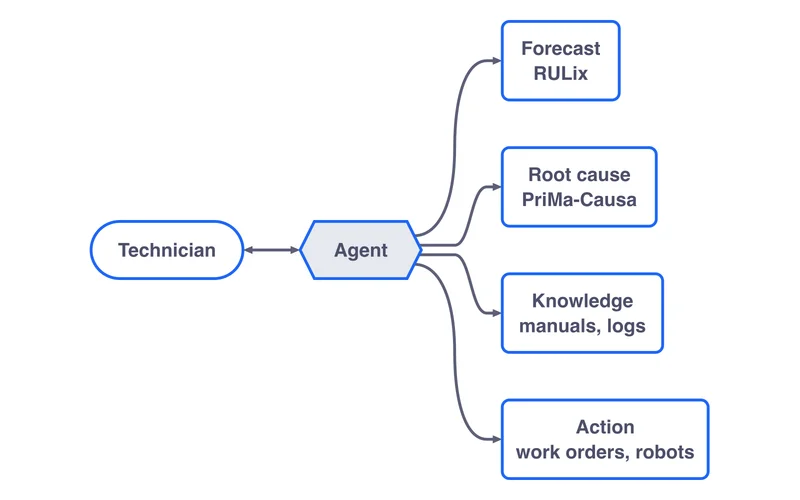 Forecast
RULix
Root cause
PriMa-Causa
Technician
Agent
Knowledge
manuals, logs
Action
work orders, robots